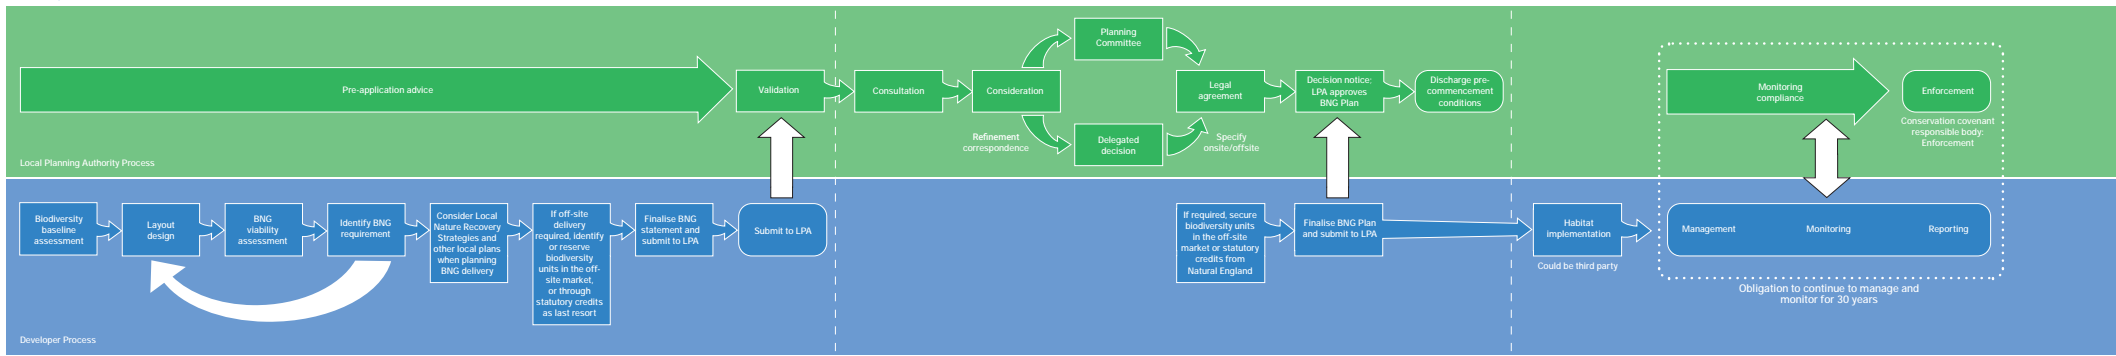 Pre-application advice
Validation
Consultation
Consideration
Refinement
correspondence
Planning
Committee
Delegated
decision
Legal
agreement
Specify
onsite/offsite
Decision notice:
LPA approves
BNG Plan
Discharge pre-
commencement
conditions
Monitoring
compliance
Enforcement
Conservation covenant
responsible body:
Enforcement
Local Planning Authority Process
Biodiversity
baseline
assessment
Layout
design
BNG
viability
assessment
Identify BNG
requirement
Consider Local
Nature Recovery
Strategies and
other local plans
when planning
BNG delivery
If off-site
delivery
required, identify
or reserve
biodiversity
units in the off-
site market,
or through
statutory credits
as last resort
Finalise BNG
statement and
submit to LPA
Submit to LPA
If required, secure
biodiversity units
in the off-site
market or statutory
credits from
Natural England
Finalise BNG Plan
and submit to LPA
Habitat
implementation
Could be third party
Management
Monitoring
Reporting
Obligation to continue to manage and
monitor for 30 years
Developer Process